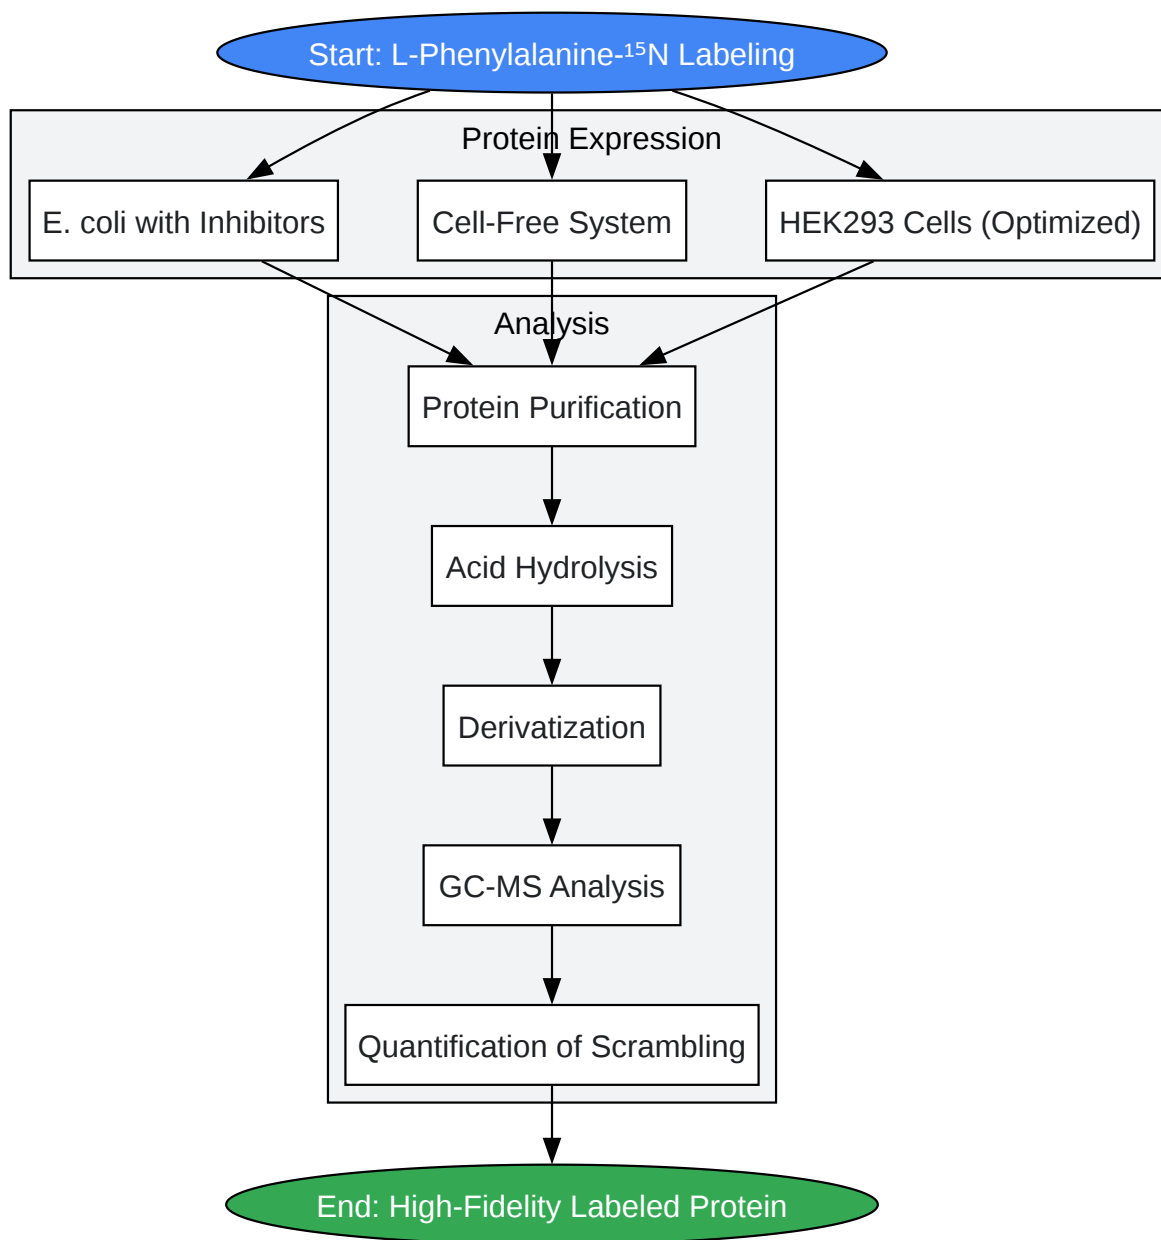 Start: L-Phenylalanine-¹⁵N Labeling
Protein Expression
E. coli with Inhibitors
Cell-Free System
HEK293 Cells (Optimized)
Analysis
Protein Purification
Acid Hydrolysis
Derivatization
GC-MS Analysis
Quantification of Scrambling
End: High-Fidelity Labeled Protein